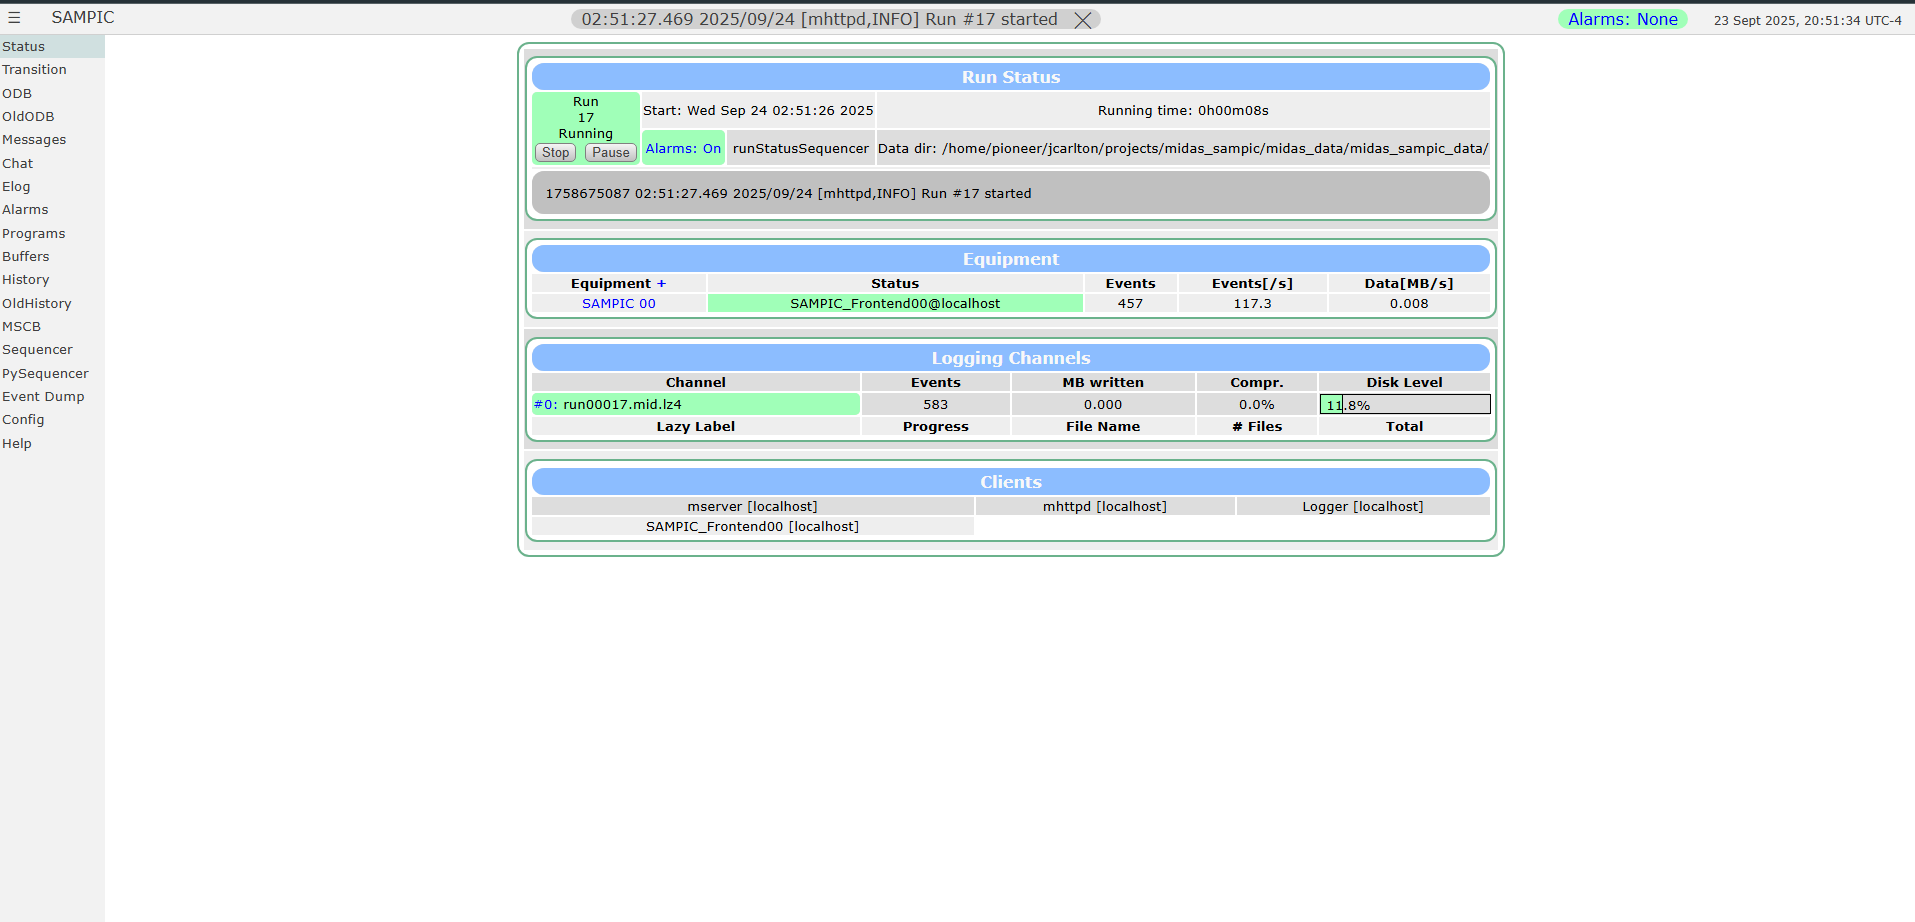 ☰ SAMPIC 02:51:27.469 2025/09/24 [mhttpd,INFO] Run #17 started Alarms: None 23 Sept 2025, 20:51:34 UTC-4
Status
Transition
ODB
OldODB
Messages
Chat
Elog
Alarms
Programs
Buffers
History
OldHistory
MSCB
Sequencer
PySequencer
Event Dump
Config
Help
Run Status
Run
17
Running
Stop Pause
Start: Wed Sep 24 02:51:26 2025 Running time: 0h00m08s
Alarms: On runStatusSequencer Data dir: /home/pioneer/jcarlton/projects/midas_sampic/midas_data/midas_sampic_data/
1758675087 02:51:27.469 2025/09/24 [mhttpd,INFO] Run #17 started
Equipment
Equipment + Status Events Events[/s] Data[MB/s]
SAMPIC 00 SAMPIC_Frontend00@localhost 457 117.3 0.008
Logging Channels
Channel Events MB written Compr. Disk Level
#0: run00017.mid.lz4 583 0.000 0.0% 11.8%
Lazy Label Progress File Name # Files Total
Clients
mserver [localhost] mhttpd [localhost] Logger [localhost]
SAMPIC_Frontend00 [localhost]